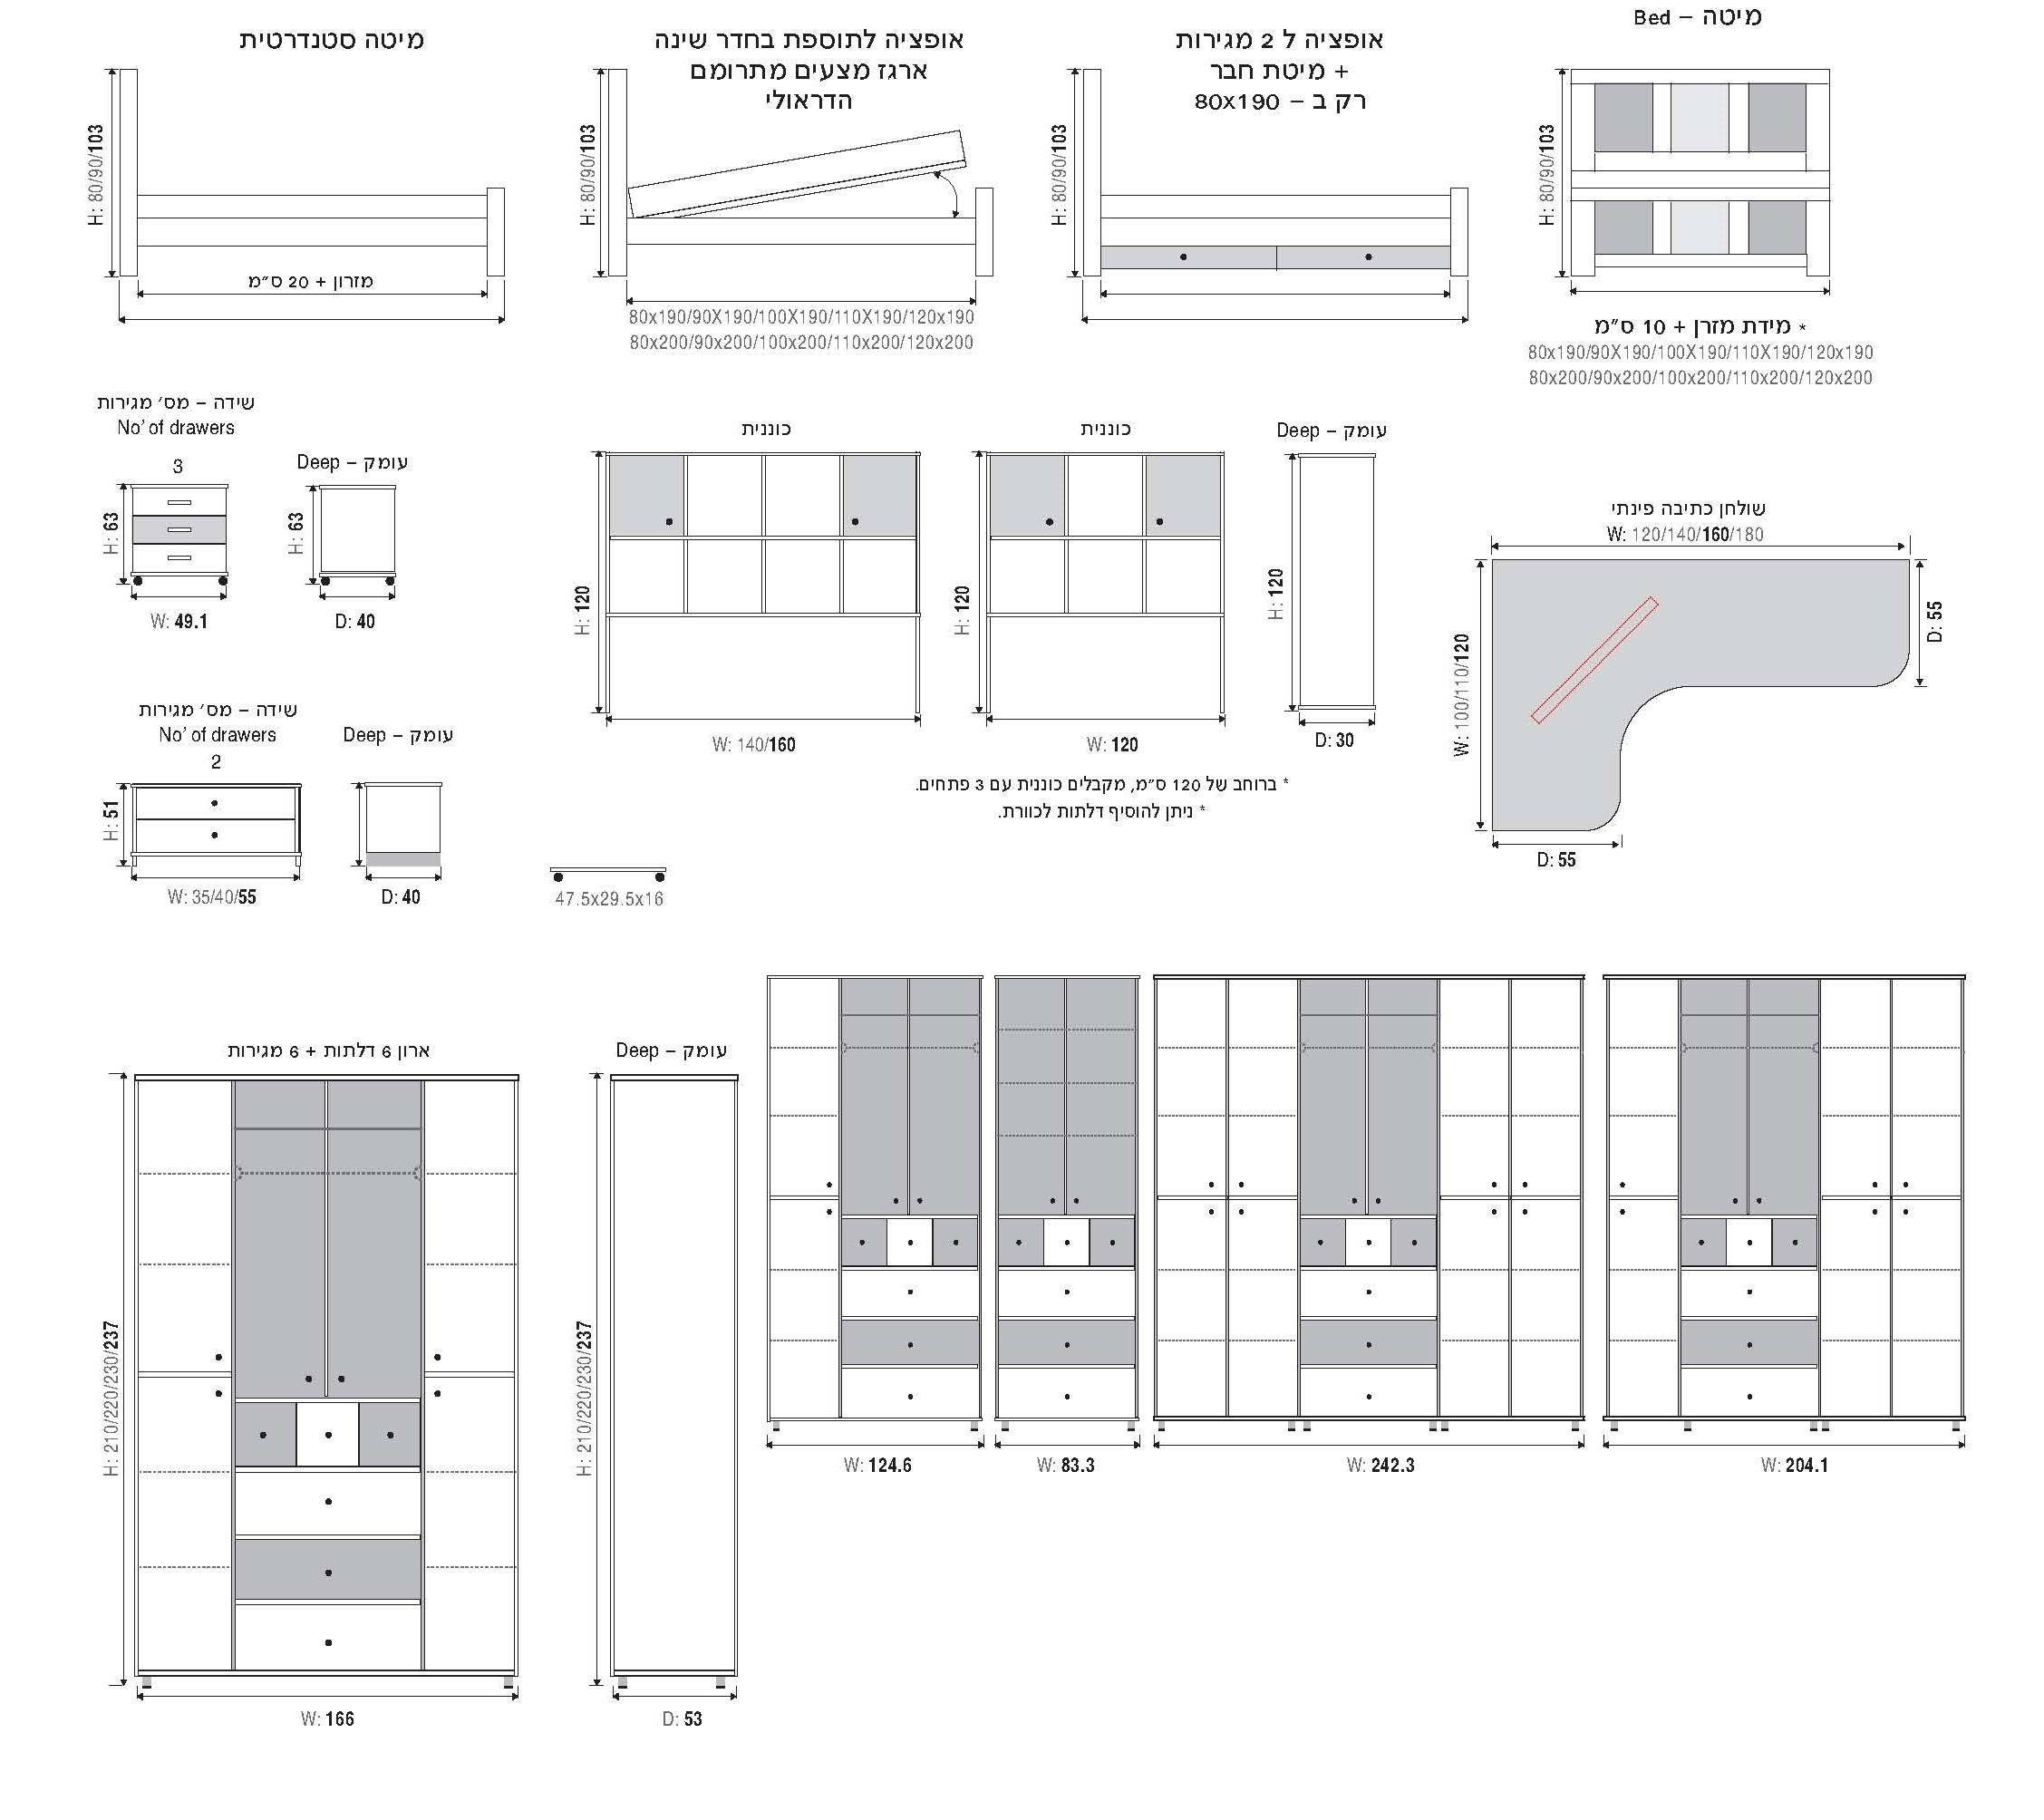 מיטה – Bed
H: 80/90/103
* מידת מזרן + 10 ס״מ
80x190/90X190/100X190/110X190/120x190
80x200/90x200/100x200/110x200/120x200
אופציה ל 2 מגירות
+ מיטת חבר
רק ב – 80X190
H: 80/90/103
אופציה לתוספת בחדר שינה
ארגז מצעים מתרומם
הדראולי
H: 80/90/103
80x190/90X190/100X190/110X190/120x190
80x200/90x200/100x200/110x200/120x200
מיטה סטנדרטית
H: 80/90/103
מזרון + 20 ס״מ
שולחן כתיבה פינתי
W: 120/140/160/180
W: 100/110/120
D: 55
D: 55
עומק – Deep
H: 120
D: 30
כוננית
H: 120
W: 120
כוננית
H: 120
W: 140/160
* ברוחב של 120 ס״מ, מקבלים כוננית עם 3 פתחים.
* ניתן להוסיף דלתות לכוורת.
שידה – מס׳ מגירות
No’ of drawers
3
H: 63
W: 49.1
עומק – Deep
H: 63
D: 40
שידה – מס׳ מגירות
No’ of drawers
2
H: 51
W: 35/40/55
עומק – Deep
D: 40
47.5x29.5x16
ארון 6 דלתות + 6 מגירות
H: 210/220/230/237
W: 166
עומק – Deep
H: 210/220/230/237
D: 53
W: 124.6
W: 83.3
W: 242.3
W: 204.1